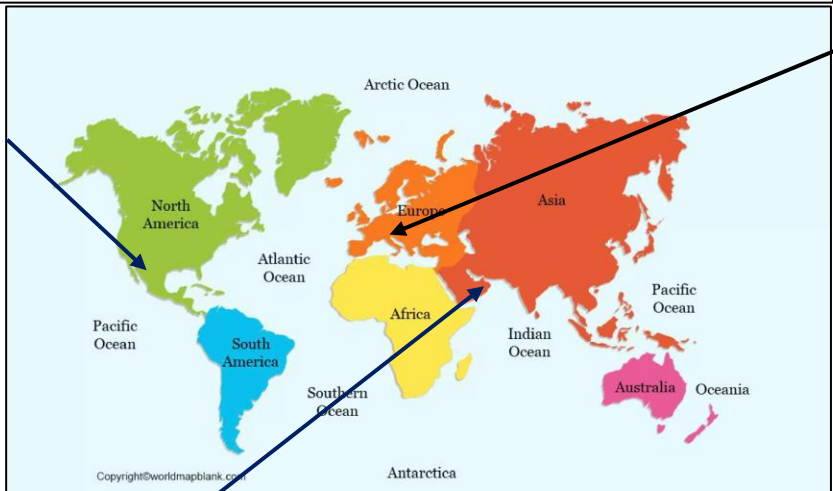 Arctic Ocean
North
America
Europe
Asia
Atlantic
Ocean
Pacific
Ocean
Africa
Pacific
Ocean
Indian
Ocean
South
America
Southern
Ocean
Australia
Oceania
Antarctica
Copyright©worldmapblank.com